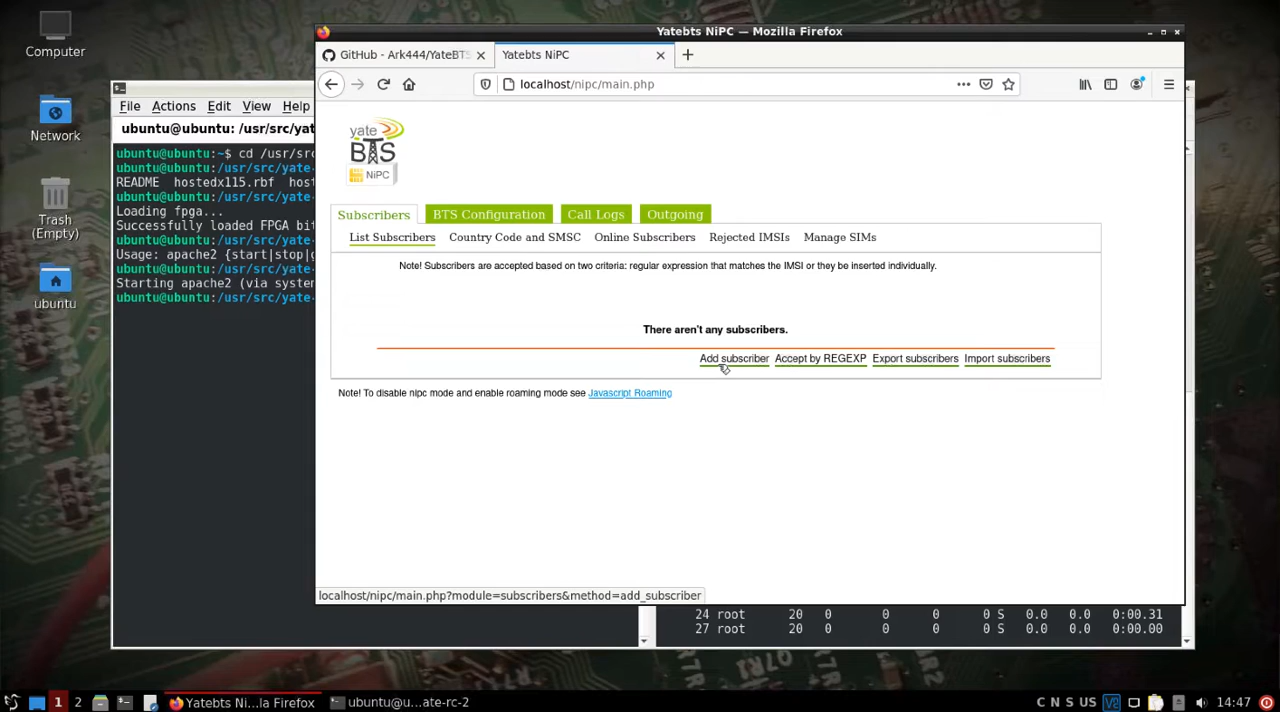 Computer
Network
Trash
(Empty)
ubuntu
Yatebts NiPC — Mozilla Firefox
GitHub - Ark444/YateBTS
Yatebts NiPC
localhost/nipc/main.php
File Actions Edit View Help
ubuntu@ubuntu: /usr/src/yat
ubuntu@ubuntu:~$ cd /usr/src
ubuntu@ubuntu:/usr/src/yate-
README hostedx115.rbf hos
ubuntu@ubuntu:/usr/src/yate-
Loading fpga...
Successfully loaded FPGA bit
ubuntu@ubuntu:/usr/src/yate-
Usage: apache2 {start|stop|g
ubuntu@ubuntu:/usr/src/yate-
Starting apache2 (via system
ubuntu@ubuntu:/usr/src/yate-
yate
BTS
NiPC
Subscribers BTS Configuration Call Logs Outgoing
List Subscribers Country Code and SMSC Online Subscribers Rejected IMSIs Manage SIMs
Note! Subscribers are accepted based on two criteria: regular expression that matches the IMSI or they be inserted individually.
There aren't any subscribers.
Add subscriber Accept by REGEXP Export subscribers Import subscribers
Note! To disable nipc mode and enable roaming mode see Javascript Roaming
localhost/nipc/main.php?module=subscribers&method=add_subscriber
24 root 20 0 0 0 S 0.0 0.0 0:00.31
27 root 20 0 0 0 S 0.0 0.0 0:00.00
1 2 Yatebts Ni...la Firefox ubuntu@u...ate-rc-2 C N S US 14:47